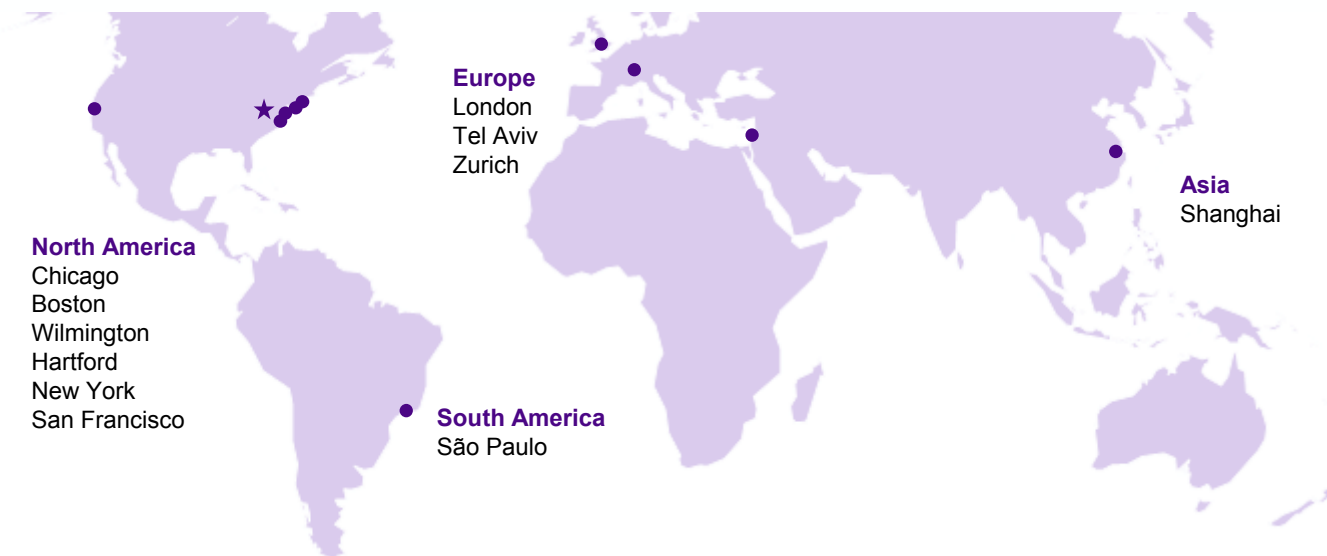 Europe
London
Tel Aviv
Zurich
Asia
Shanghai
North America
Chicago
Boston
Wilmington
Hartford
New York
San Francisco
South America
São Paulo